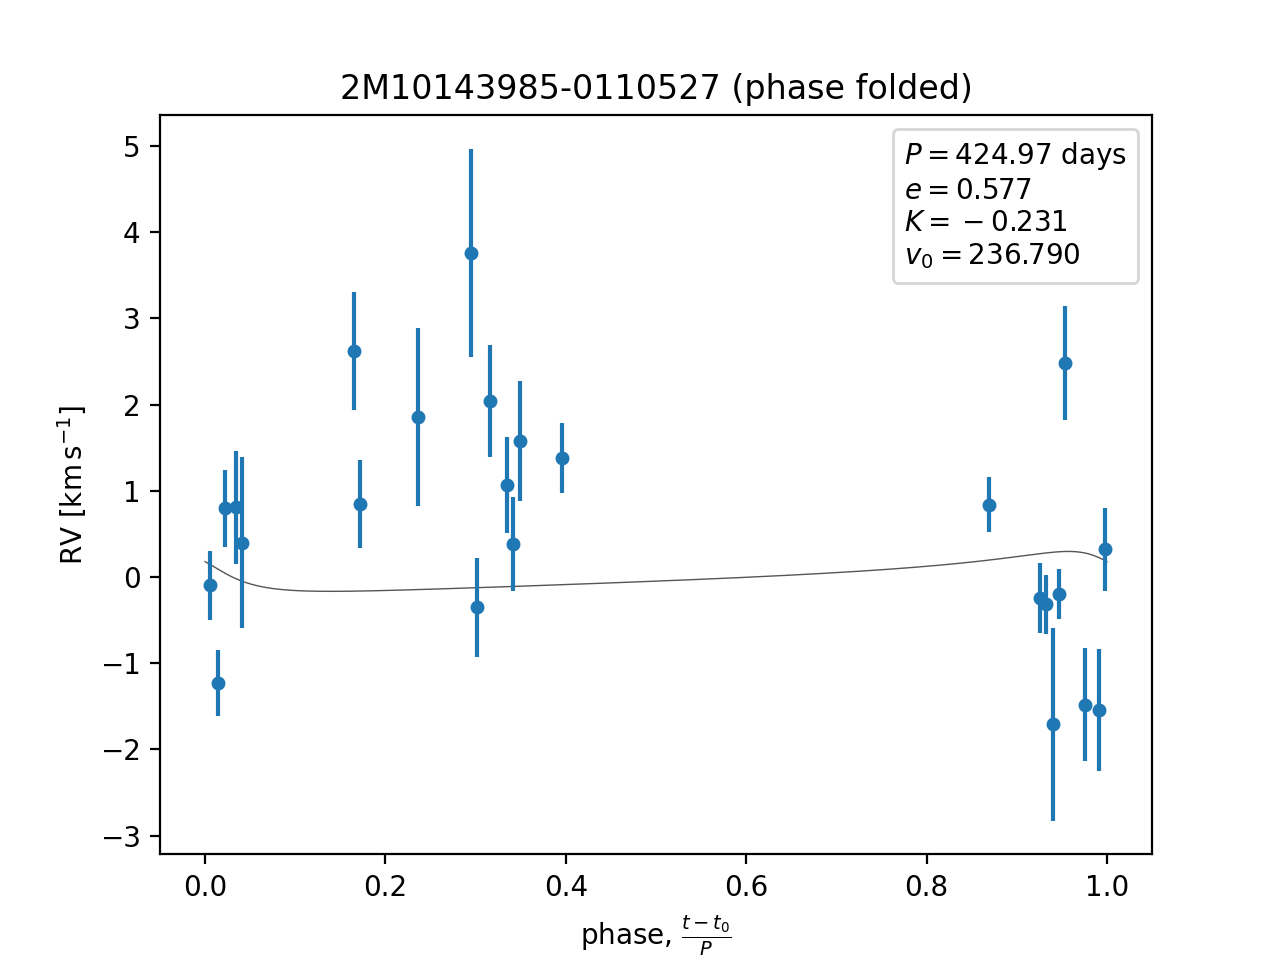 2M10143985-0110527 (phase folded)
P = 424.97 days
e = 0.577
K = −0.231
v₀ = 236.790
5
4
3
2
1
0
−1
−2
−3
RV [km s⁻¹]
0.0 0.2 0.4 0.6 0.8 1.0
phase, (t − t₀)/P